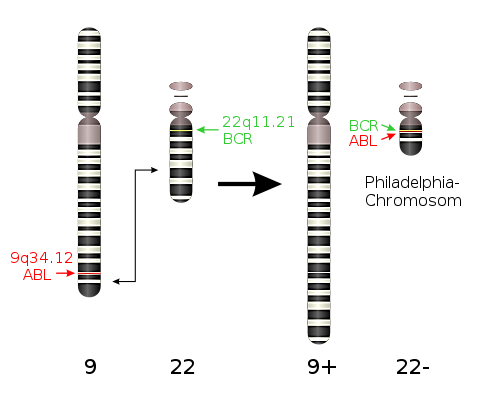 22q11.21
BCR
BCR
ABL
Philadelphia-
Chromosom
9q34.12
ABL
9
22
9+
22-